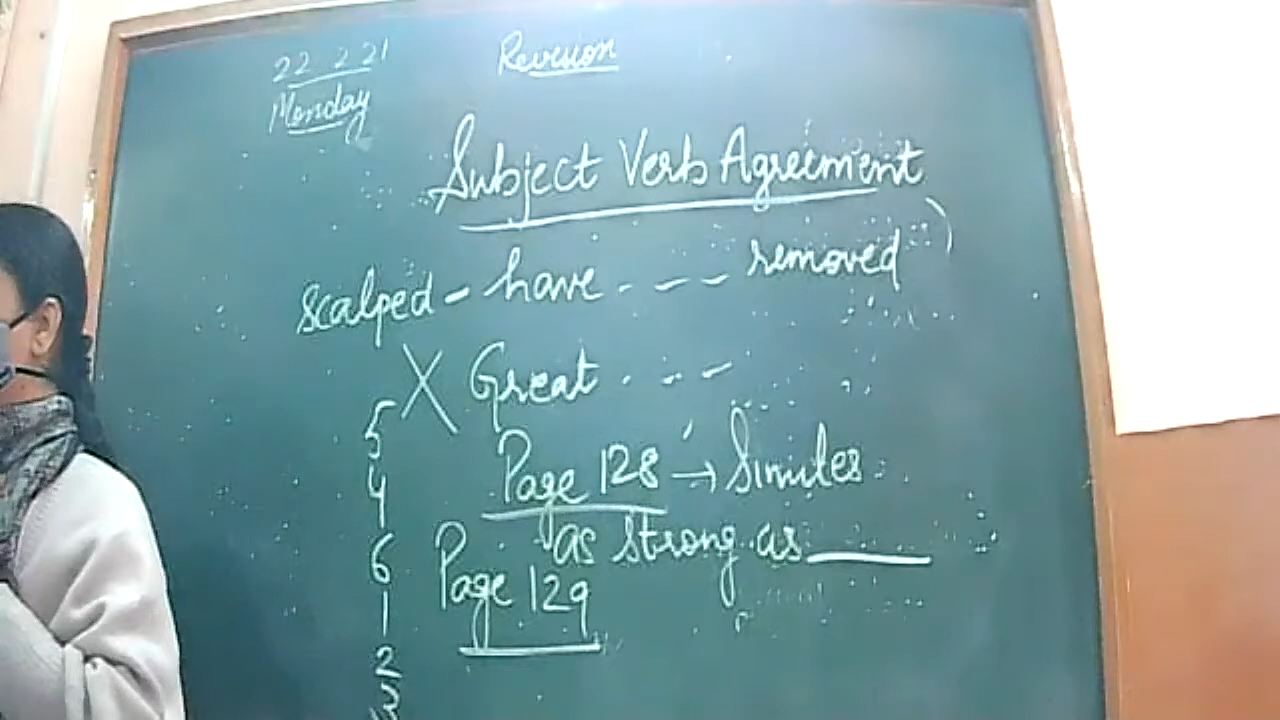 22 2 21
Monday
Revision
Subject Verb Agreement
scalped - have . - - - removed )
X Great . - - -
Page 128 → Similes
as strong as ____
Page 129
5
4
6
1
2
3